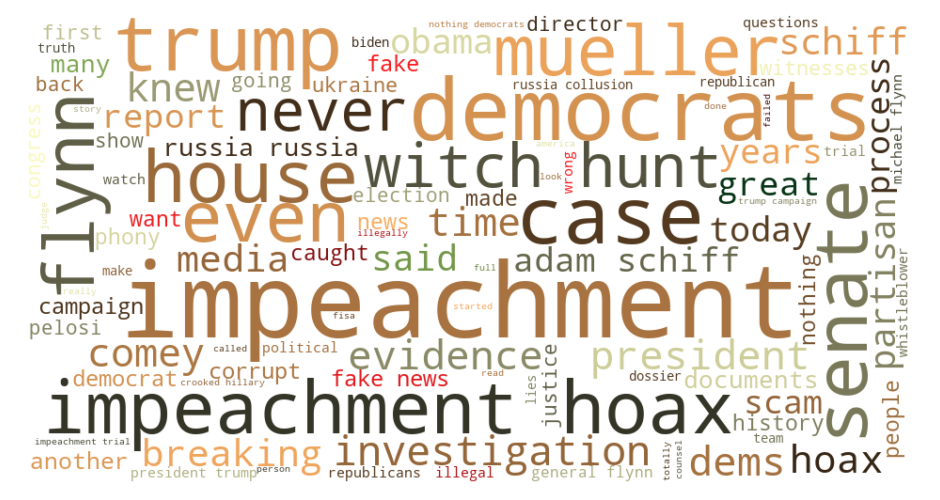 nothing democrats
director
questions
first
trump
biden
obama
mueller
schiff
truth
many
fake
witnesses
back
knew
going
ukraine
russia collusion
republican
process
michael flynn
congress
flynn
story
report
never
democrats
done
failed
show
russia russia
america
years
trial
watch
house
witch hunt
look
wrong
great
judge
want
even
election
made
case
trump campaign
phony
news
illegally
time
today
senate
partisan
media
caught
said
adam schiff
make
full
nothing
whistleblower
really
impeachment
campaign
started
fisa
pelosi
comey
called
political
evidence
president
corrupt
justice
democrat
crooked hillary
fake news
read
lies
dossier
documents
impeachment hoax
scam
history
people
impeachment trial
team
another
breaking
investigation
totally
counsel
dems
hoax
president trump
person
republicans
illegal
general flynn